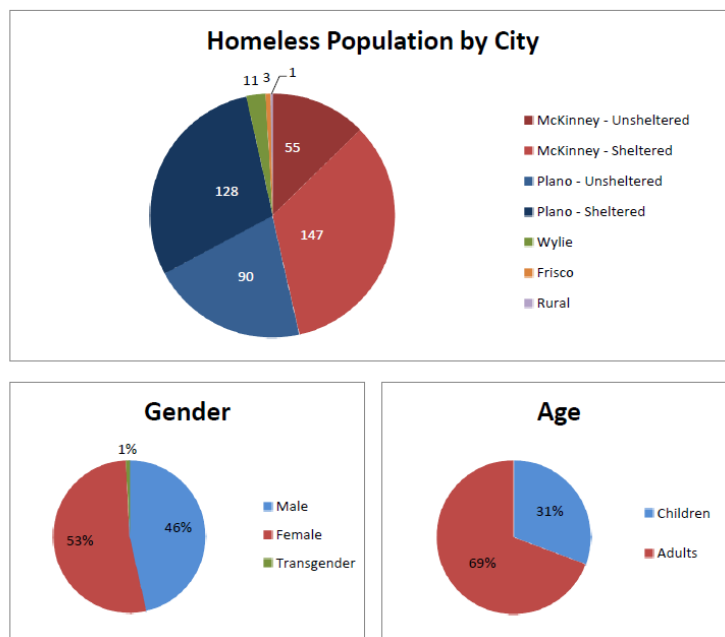 Homeless Population by City
11 3 1
55
128
147
90
McKinney - Unsheltered
McKinney - Sheltered
Plano - Unsheltered
Plano - Sheltered
Wylie
Frisco
Rural
Gender
1%
46%
53%
Male
Female
Transgender
Age
31%
69%
Children
Adults